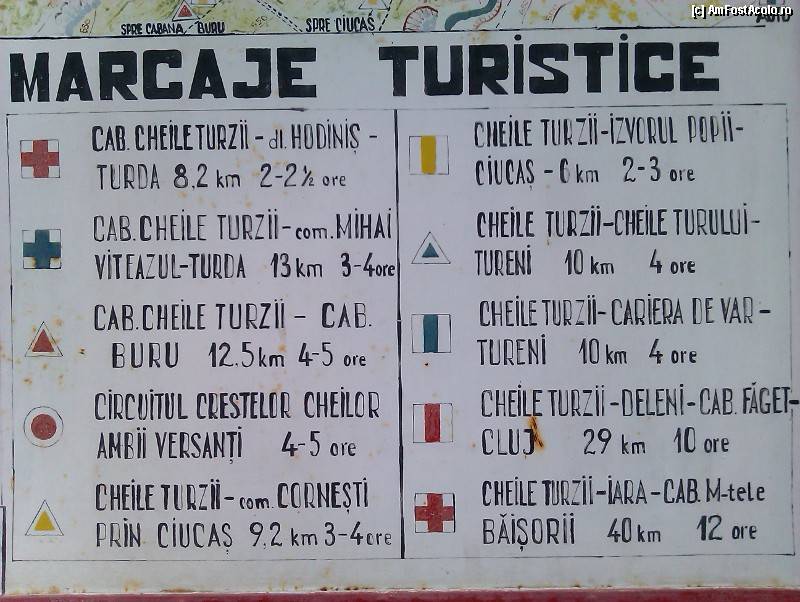 [c] AmFostAcolo.ro
SPRE CABANA BURU
SPRE CIUCAȘ
MARCAJE TURISTICE
CAB. CHEILE TURZII - dl. HODINIȘ -
TURDA 8,2 km 2-2½ ore
CAB. CHEILE TURZII - com. MIHAI
VITEAZUL-TURDA 13 km 3-4 ore
CAB. CHEILE TURZII - CAB.
BURU 12.5 km 4-5 ore
CIRCUITUL CRESTELOR CHEILOR
AMBII VERSANȚI 4-5 ore
CHEILE TURZII - com. CORNEȘTI
PRIN CIUCAȘ 9,2 km 3-4 ore
CHEILE TURZII-IZVORUL POPII-
CIUCAȘ - 6 km 2-3 ore
CHEILE TURZII-CHEILE TURULUI-
TURENI 10 km 4 ore
CHEILE TURZII-CARIERA DE VAR -
TURENI 10 km 4 ore
CHEILE TURZII-DELENI-CAB. FĂGET-
CLUJ 29 km 10 ore
CHEILE TURZII-IARA-CAB. M-tele
BĂIȘORII 40 km 12 ore